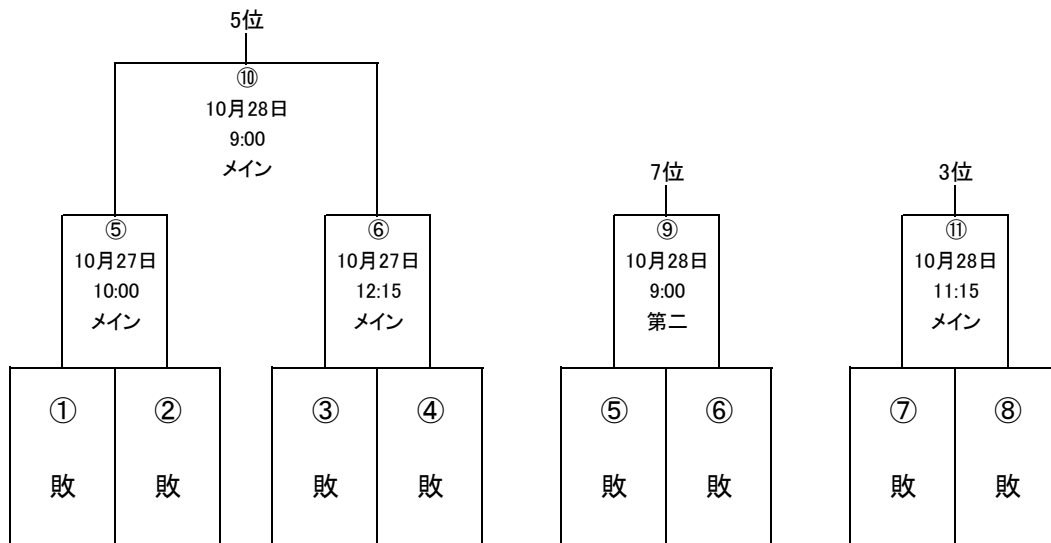 5位
⑩
10月28日
9:00
メイン
7位
3位
⑤
10月27日
10:00
メイン
⑥
10月27日
12:15
メイン
⑨
10月28日
9:00
第二
⑪
10月28日
11:15
メイン
①
敗
②
敗
③
敗
④
敗
⑤
敗
⑥
敗
⑦
敗
⑧
敗